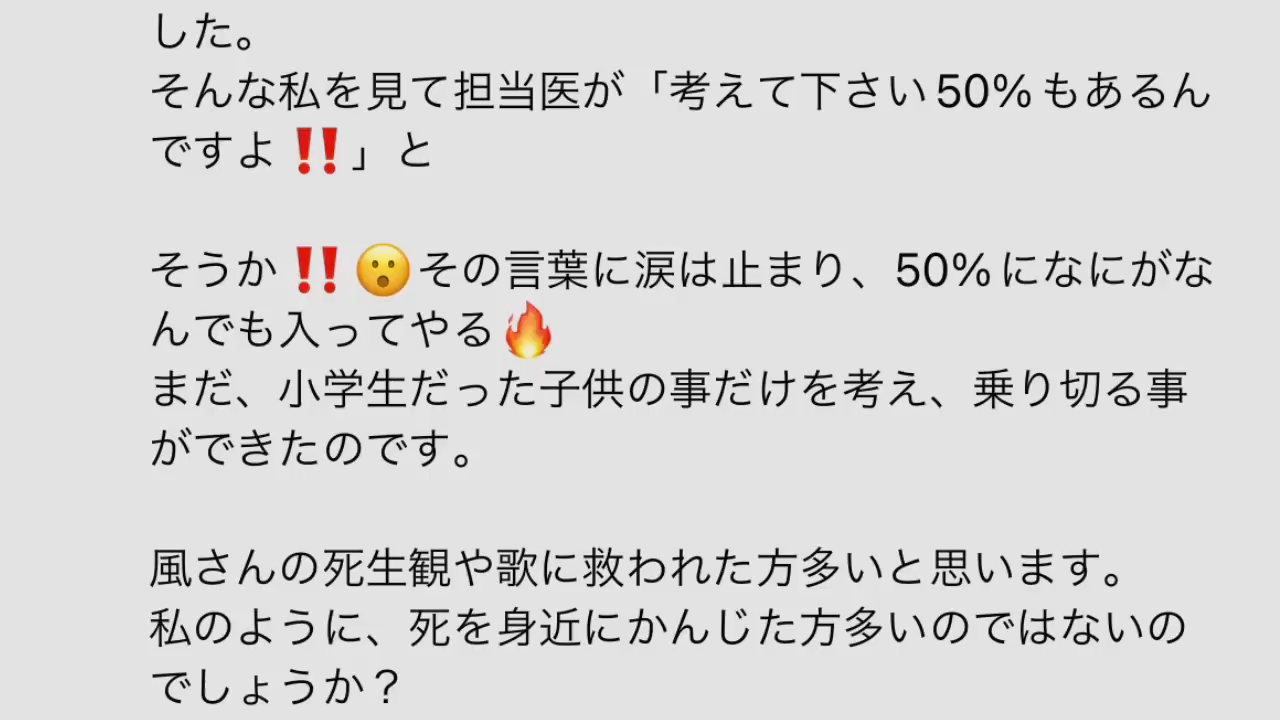 した。
そんな私を見て担当医が「考えて下さい50%もあるん
ですよ‼️」と
そうか‼️😮その言葉に涙は止まり、50%になにがな
んでも入ってやる🔥
まだ、小学生だった子供の事だけを考え、乗り切る事
ができたのです。
風さんの死生観や歌に救われた方多いと思います。
私のように、死を身近にかんじた方多いのではないの
でしょうか？